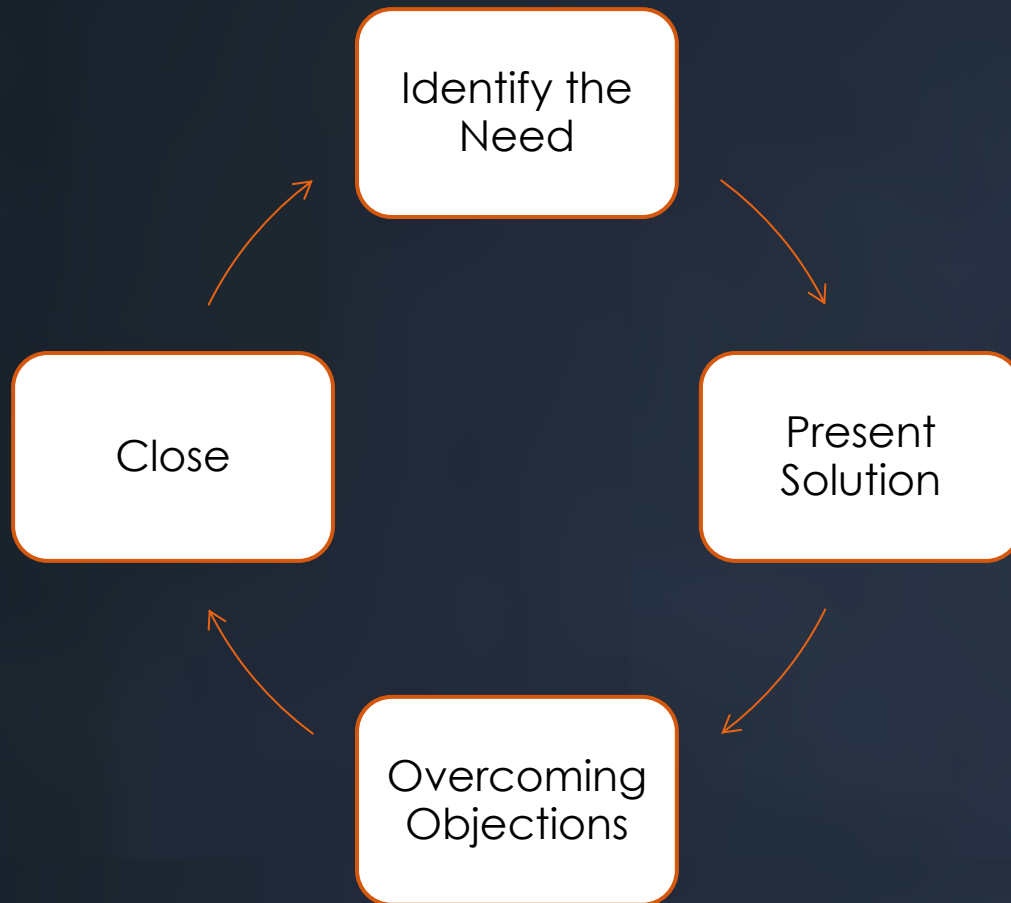 Identify the
Need
Present
Solution
Overcoming
Objections
Close